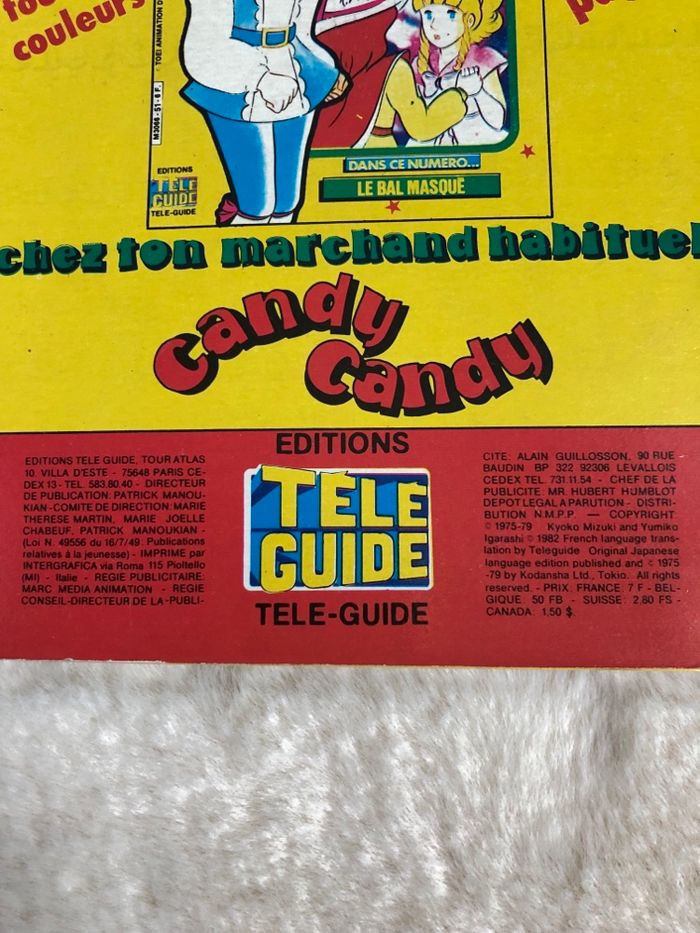 couleurs
TOEI ANIMATION
M3066 - 51 - 6 F.
EDITIONS
TELE
GUIDE
TELE-GUIDE
DANS CE NUMERO...
LE BAL MASQUÉ
chez ton marchand habituel
Candy
Candy
EDITIONS TELE GUIDE, TOUR ATLAS
10. VILLA D'ESTE - 75648 PARIS CE-
DEX 13 - TEL. 583.80.40 - DIRECTEUR
DE PUBLICATION: PATRICK MANOU-
KIAN - COMITE DE DIRECTION: MARIE
THERESE MARTIN, MARIE JOELLE
CHABEUF, PATRICK MANOUKIAN -
(Loi N. 49556 du 16/7/49: Publications
relatives à la jeunesse) - IMPRIME par
INTERGRAFICA via Roma 115 Pioltello
(MI) - Italie - REGIE PUBLICITAIRE:
MARC MEDIA ANIMATION - REGIE
CONSEIL-DIRECTEUR DE LA PUBLI-
EDITIONS
TÉLÉ
GUIDE
TELE-GUIDE
CITE: ALAIN GUILLOSSON, 90 RUE
BAUDIN BP 322 92306 LEVALLOIS
CEDEX TEL. 731.11.54 - CHEF DE LA
PUBLICITE: MR. HUBERT HUMBLOT
DEPOT LEGAL A PARUTION - DISTRI-
BUTION N.M.P.P. — COPYRIGHT:
© 1975-79 Kyoko Mizuki and Yumiko
Igarashi © 1982 French language trans-
lation by Teleguide Original Japanese
language edition published and © 1975
-79 by Kodansha Ltd., Tokio. All rights
reserved. - PRIX: FRANCE: 7 F - BEL-
GIQUE: 50 FB - SUISSE: 2,80 FS -
CANADA: 1,50 $